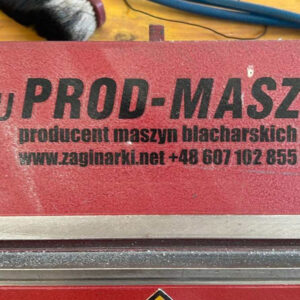 PROD-MASZ
producent maszyn blacharskich
www.zaginarki.net +48 607 102 855